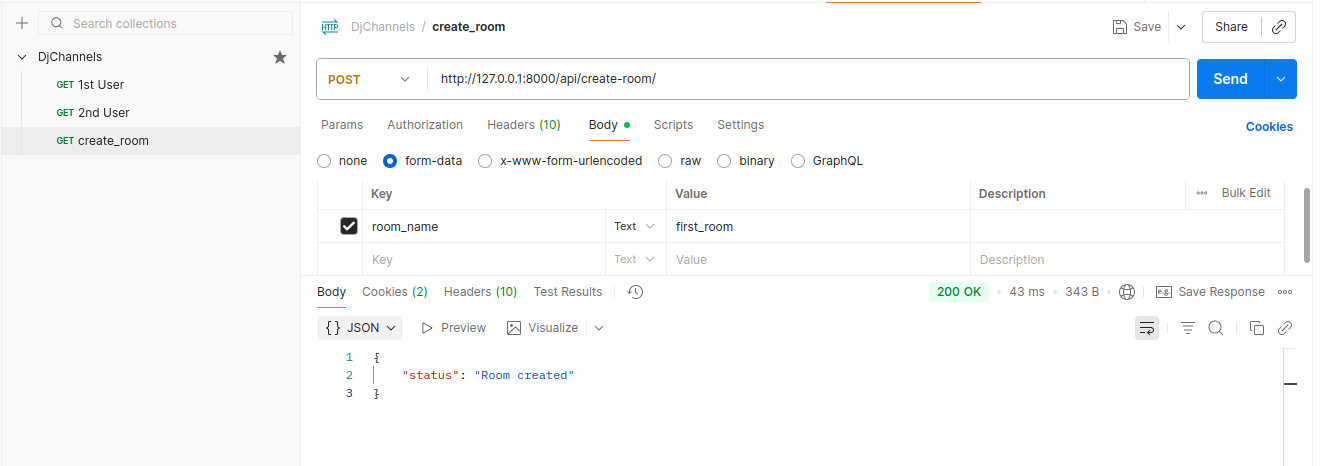 Search collections
DjChannels
GET 1st User
GET 2nd User
GET create_room
HTTP DjChannels / create_room
Save
Share
POST
http://127.0.0.1:8000/api/create-room/
Send
Params Authorization Headers (10) Body Scripts Settings
Cookies
none form-data x-www-form-urlencoded raw binary GraphQL
Key Value Description ••• Bulk Edit
room_name Text first_room
Key Text Value Description
Body Cookies (2) Headers (10) Test Results
200 OK • 43 ms • 343 B • e.g. Save Response •••
{} JSON Preview Visualize
1 {
2 "status": "Room created"
3 }